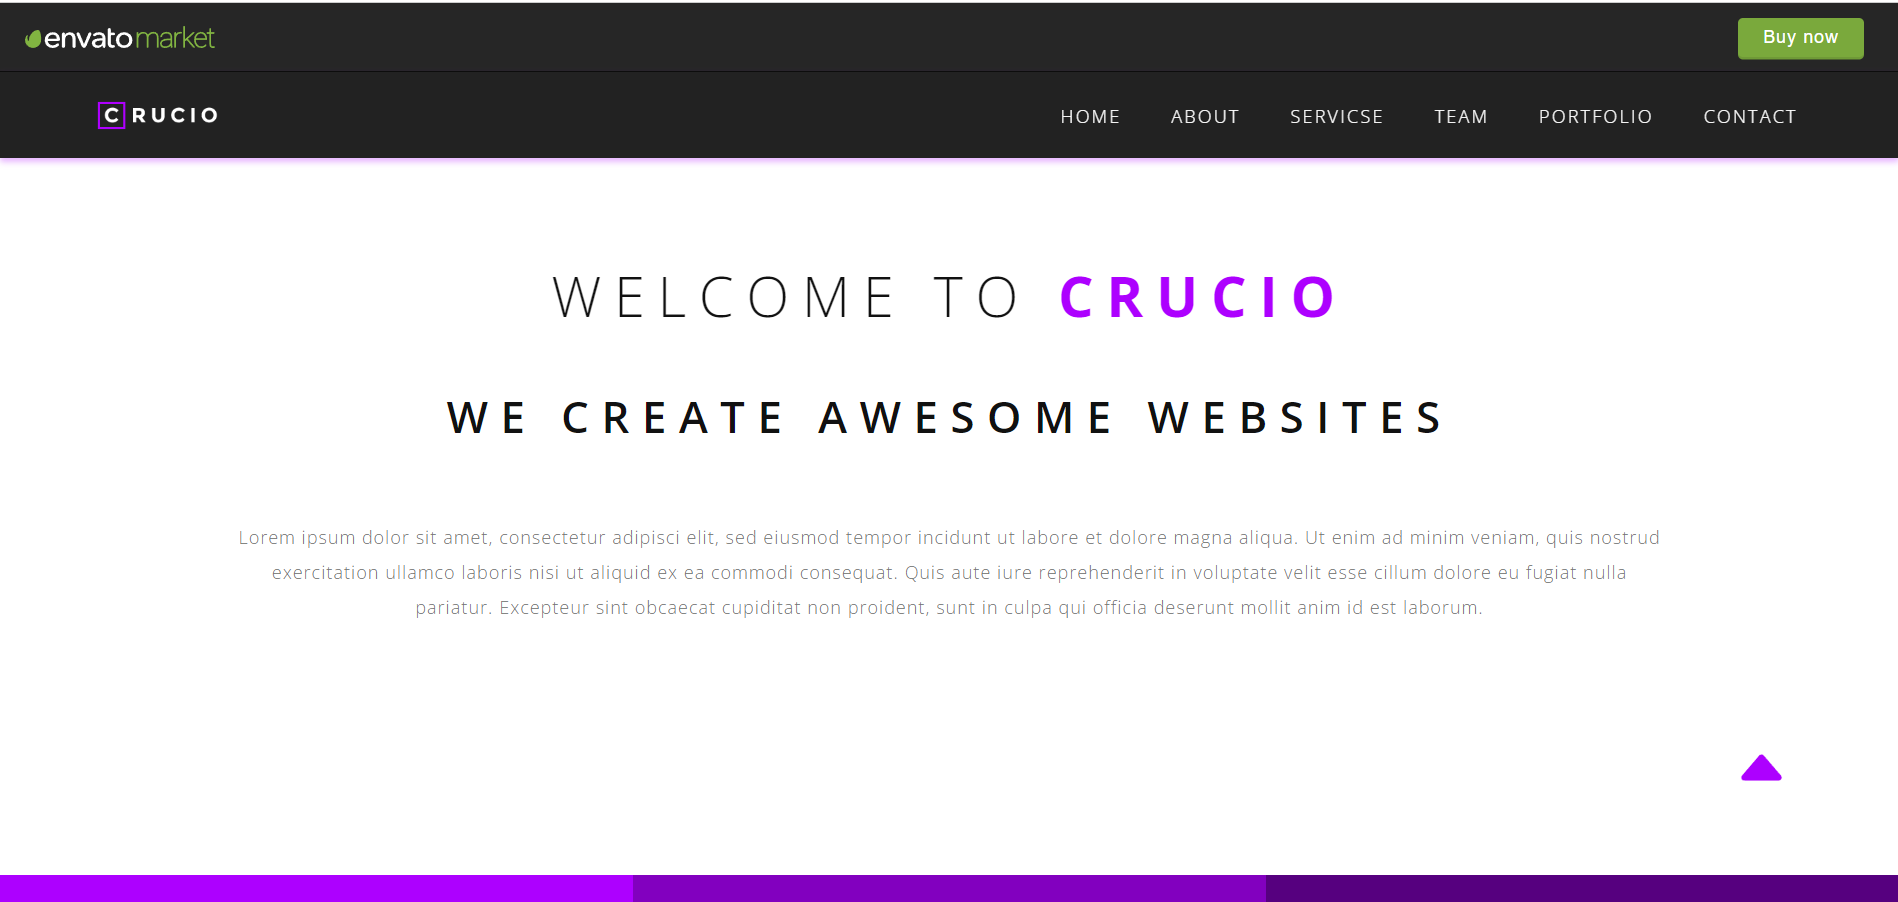 envato market
Buy now
CRUCIO
HOME ABOUT SERVICSE TEAM PORTFOLIO CONTACT
WELCOME TO CRUCIO
WE CREATE AWESOME WEBSITES
Lorem ipsum dolor sit amet, consectetur adipisci elit, sed eiusmod tempor incidunt ut labore et dolore magna aliqua. Ut enim ad minim veniam, quis nostrud
exercitation ullamco laboris nisi ut aliquid ex ea commodi consequat. Quis aute iure reprehenderit in voluptate velit esse cillum dolore eu fugiat nulla
pariatur. Excepteur sint obcaecat cupiditat non proident, sunt in culpa qui officia deserunt mollit anim id est laborum.